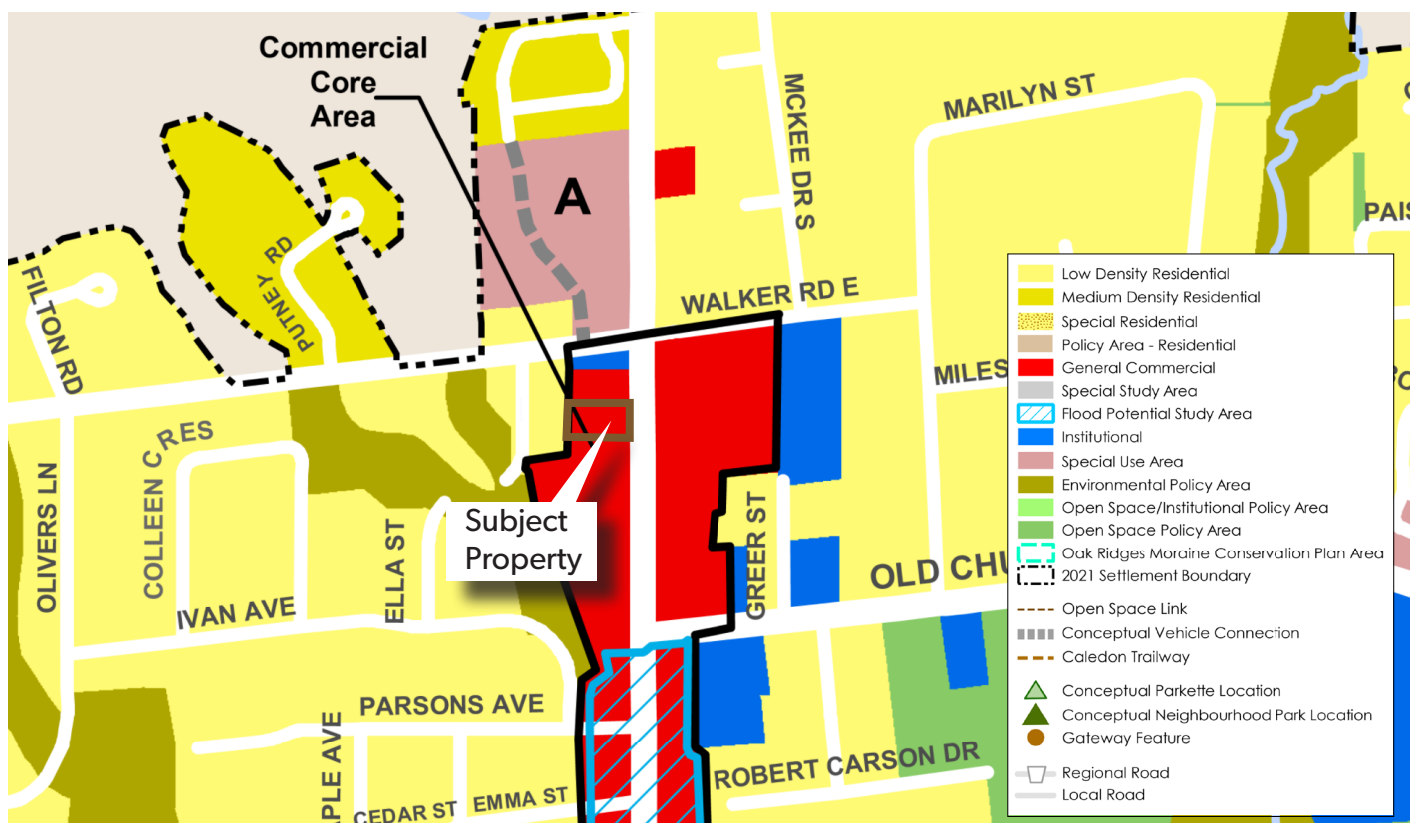 Commercial
Core
Area
A
MCKEE DR S
MARILYN ST
PUTNEY RD
FILTON RD
WALKER RD E
MILES
OLIVERS LN
COLLEEN CRES
ELLA ST
Subject
Property
GREER ST
OLD CHU
IVAN AVE
PARSONS AVE
PLE AVE
CEDAR ST
EMMA ST
ROBERT CARSON DR
PAIS
Low Density Residential
Medium Density Residential
Special Residential
Policy Area - Residential
General Commercial
Special Study Area
Flood Potential Study Area
Institutional
Special Use Area
Environmental Policy Area
Open Space/Institutional Policy Area
Open Space Policy Area
Oak Ridges Moraine Conservation Plan Area
2021 Settlement Boundary
Open Space Link
Conceptual Vehicle Connection
Caledon Trailway
Conceptual Parkette Location
Conceptual Neighbourhood Park Location
Gateway Feature
Regional Road
Local Road